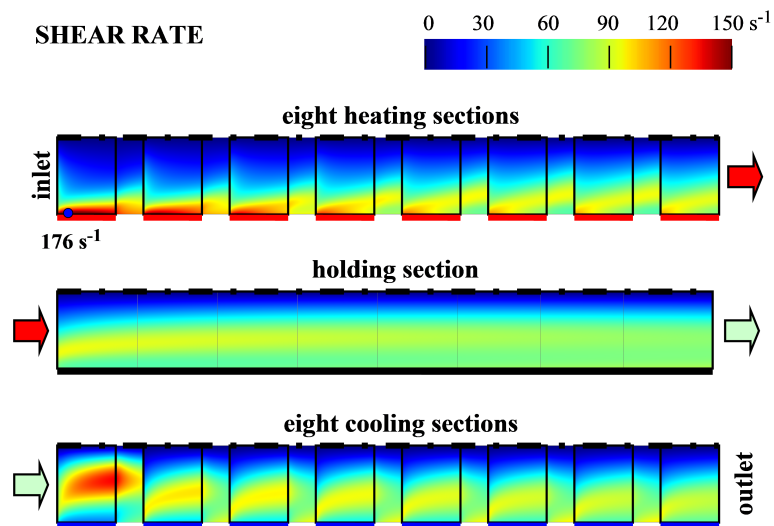 SHEAR RATE
0 30 60 90 120 150 s⁻¹
eight heating sections
inlet
176 s⁻¹
holding section
eight cooling sections
outlet